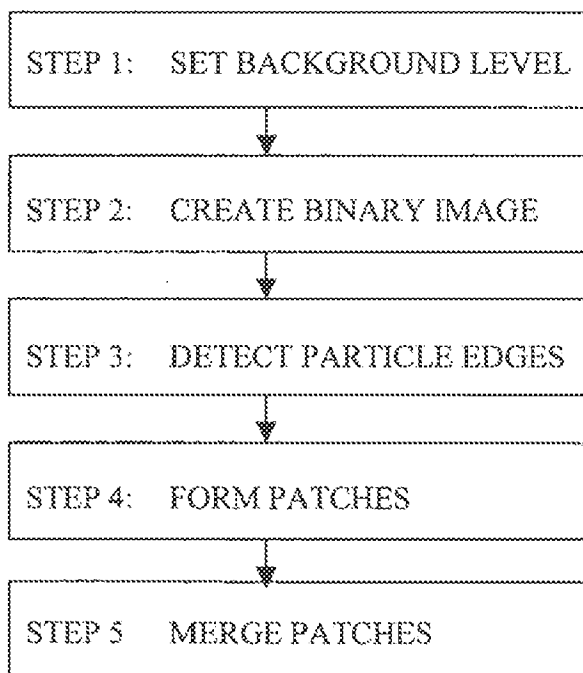 STEP 1: SET BACKGROUND LEVEL
STEP 2: CREATE BINARY IMAGE
STEP 3: DETECT PARTICLE EDGES
STEP 4: FORM PATCHES
STEP 5 MERGE PATCHES